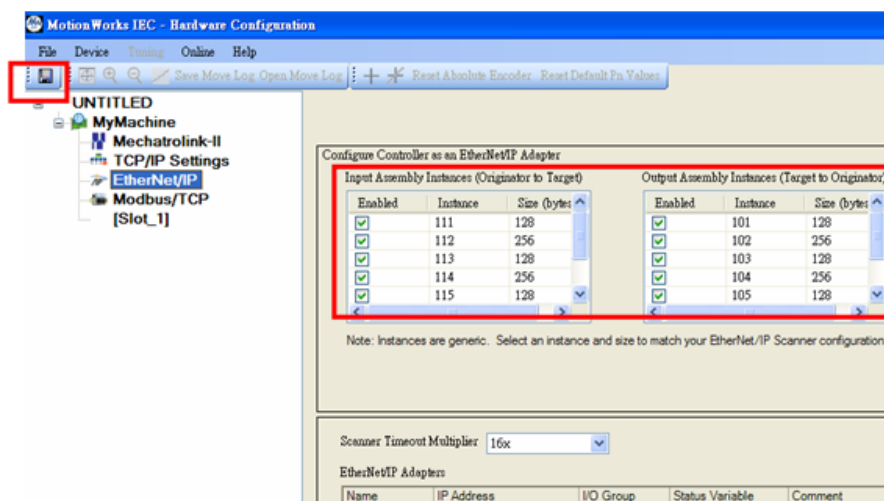 MotionWorks IEC - Hardware Configuration
File Device Tuning Online Help
Save Move Log Open Move Log Reset Absolute Encoder Reset Default Pn Values
UNTITLED
MyMachine
Mechatrolink-II
TCP/IP Settings
EtherNet/IP
Modbus/TCP
[Slot_1]
Configure Controller as an EtherNet/IP Adapter
Input Assembly Instances (Originator to Target) Output Assembly Instances (Target to Originator)
Enabled Instance Size (bytes Enabled Instance Size (bytes
111 128 101 128
112 256 102 256
113 128 103 128
114 256 104 256
115 128 105 128
Note: Instances are generic. Select an instance and size to match your EtherNet/IP Scanner configuration
Scanner Timeout Multiplier 16x
EtherNet/IP Adapters
Name IP Address I/O Group Status Variable Comment